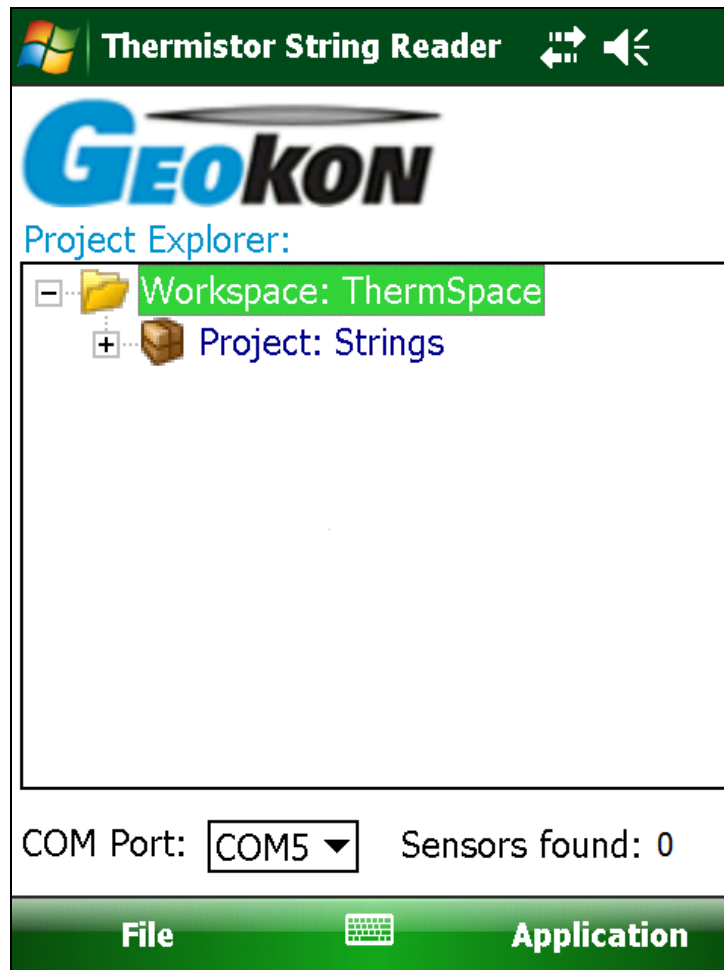 Thermistor String Reader
GEOKON
Project Explorer:
Workspace: ThermSpace
Project: Strings
COM Port: COM5 Sensors found: 0
File Application